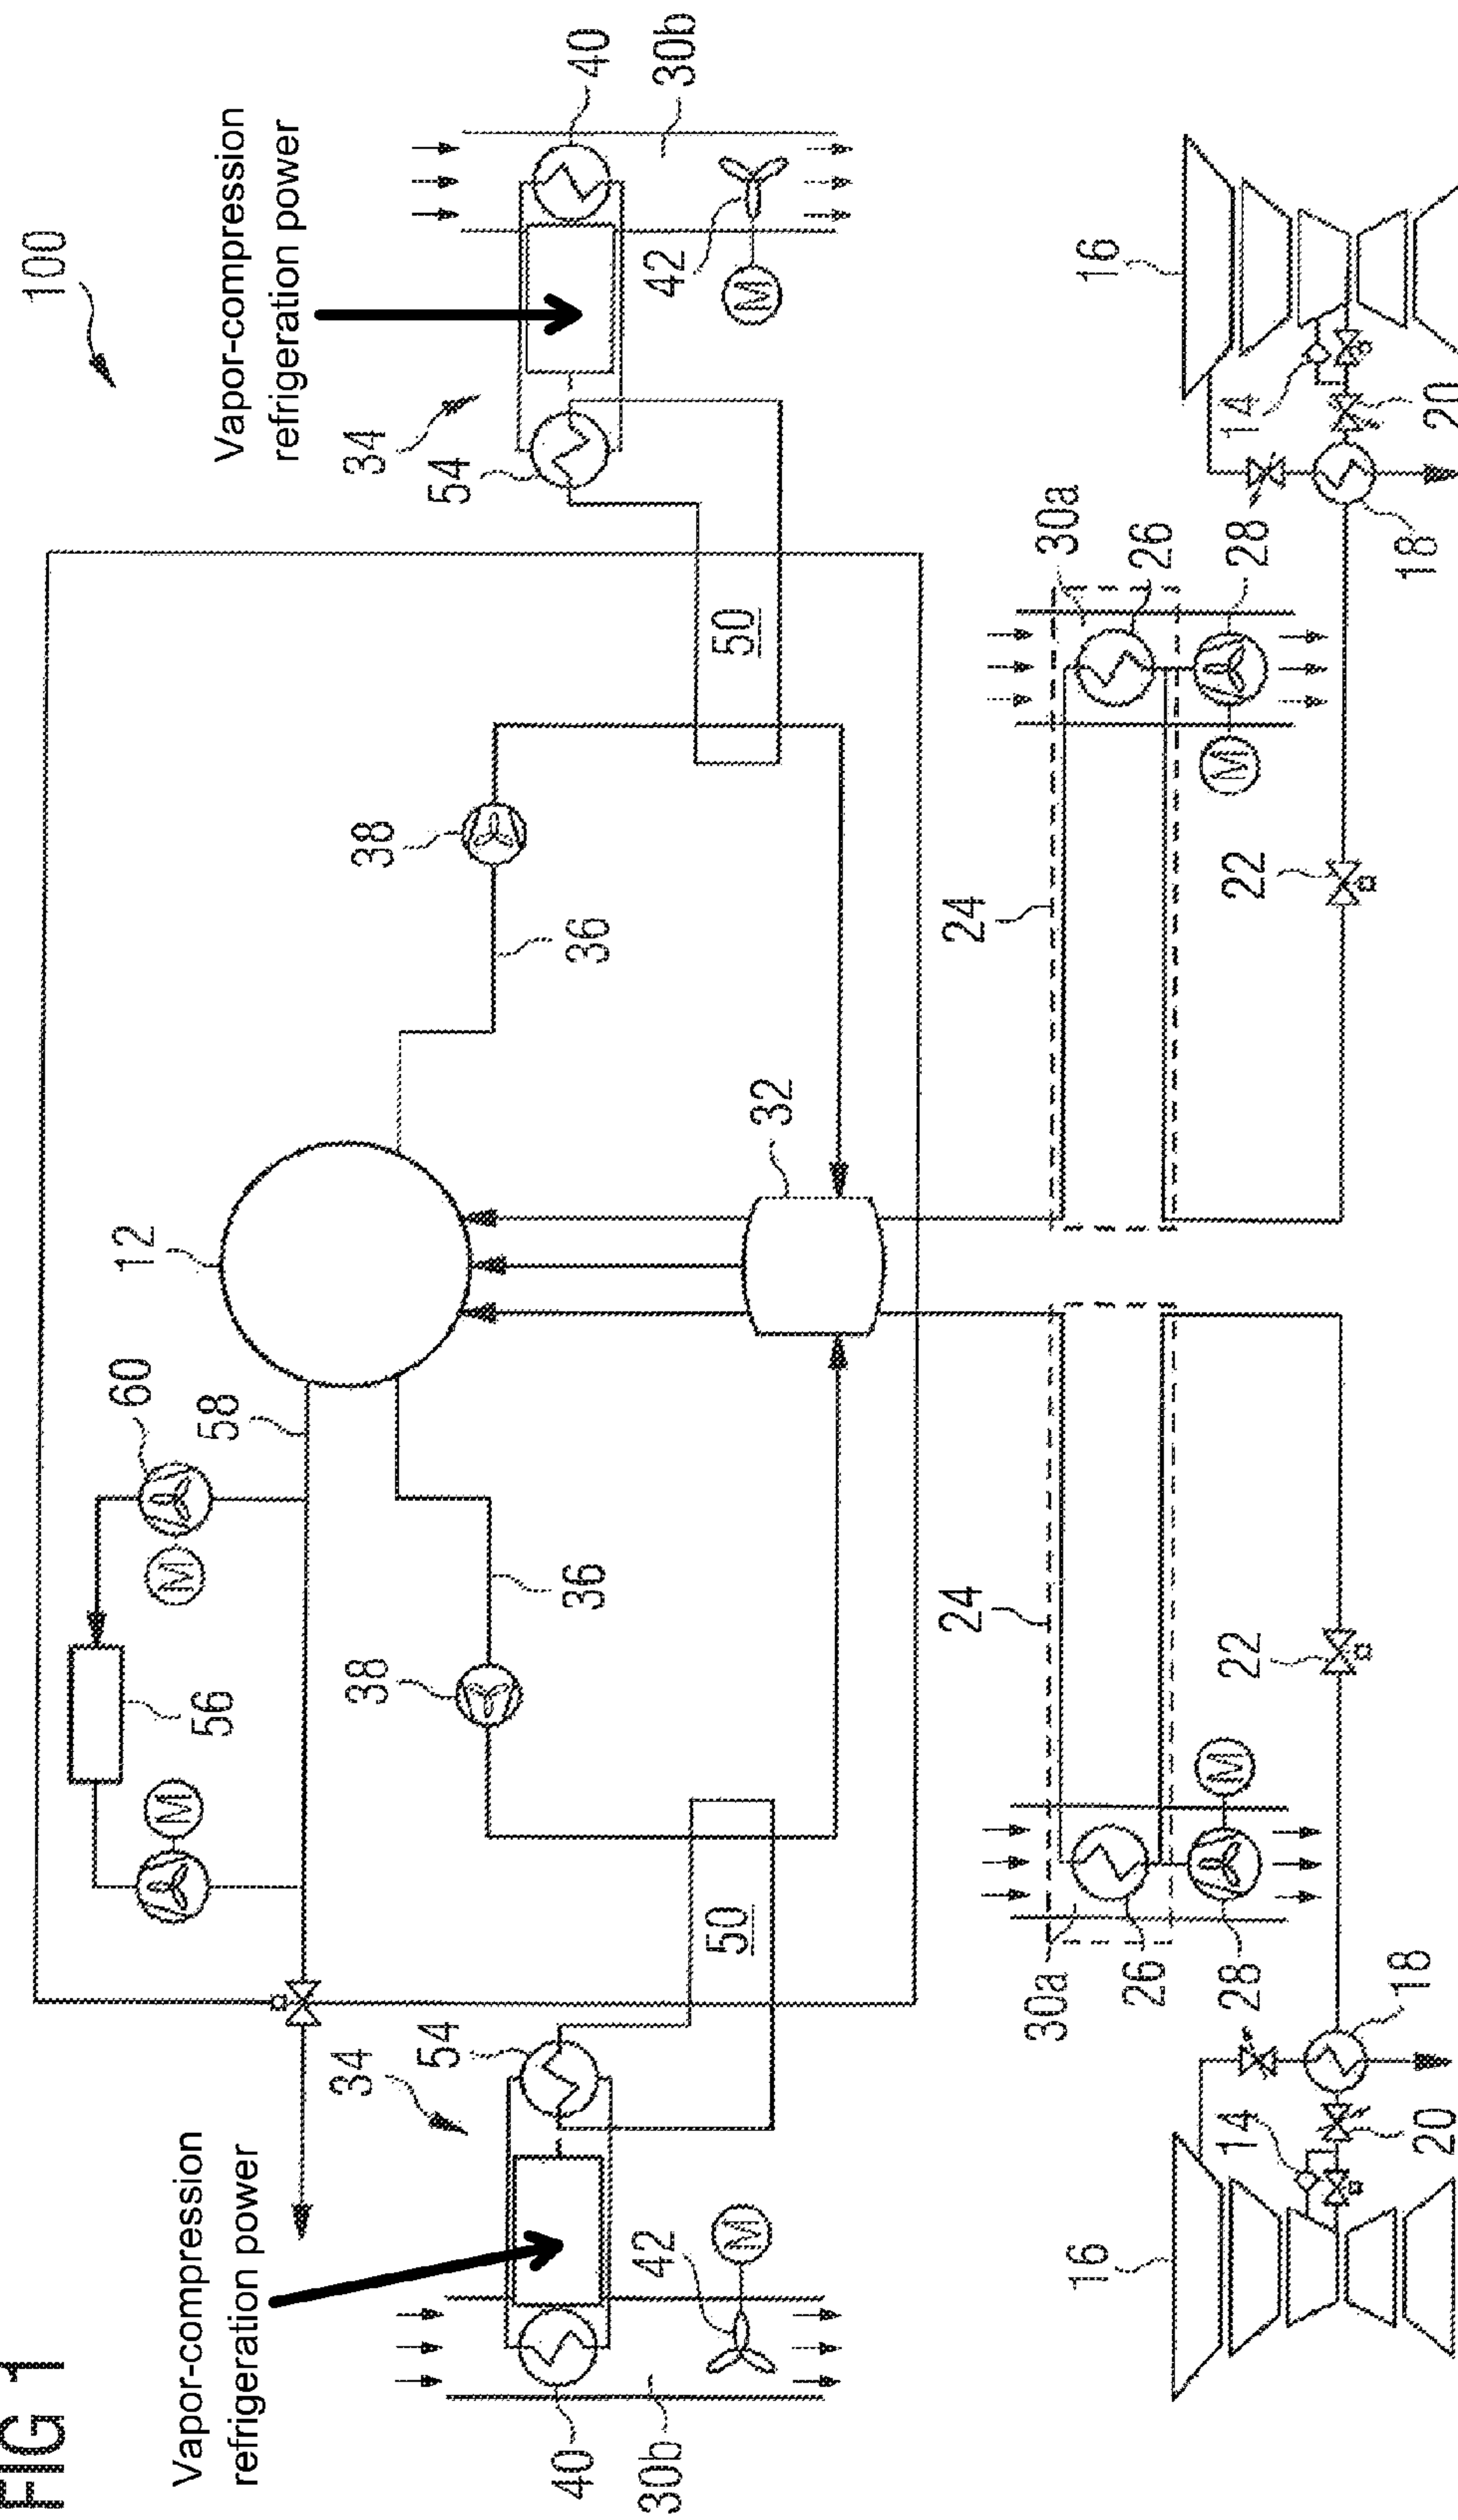 FIG 1
100
60
12
M
M
Vapor-compression
refrigeration power
56
58
Vapor-compression
refrigeration power
34
38
38
34
54
54
40
36
36
40
30b
42
42
30b
M
50
50
M
32
24
24
30a
30a
16
16
26
26
M
M
14
28
22
22
28
14
18
18
20
20